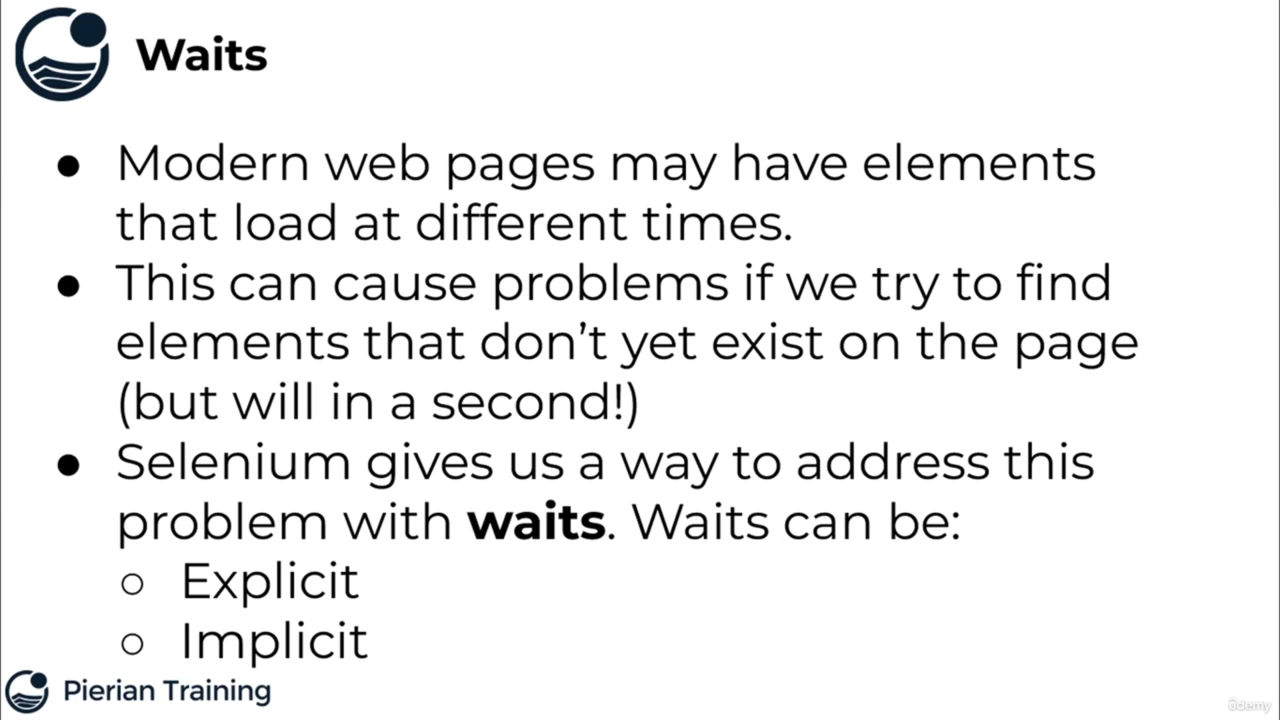 Waits
● Modern web pages may have elements
that load at different times.
● This can cause problems if we try to find
elements that don’t yet exist on the page
(but will in a second!)
● Selenium gives us a way to address this
problem with waits. Waits can be:
○ Explicit
○ Implicit
Pierian Training
ûdemy